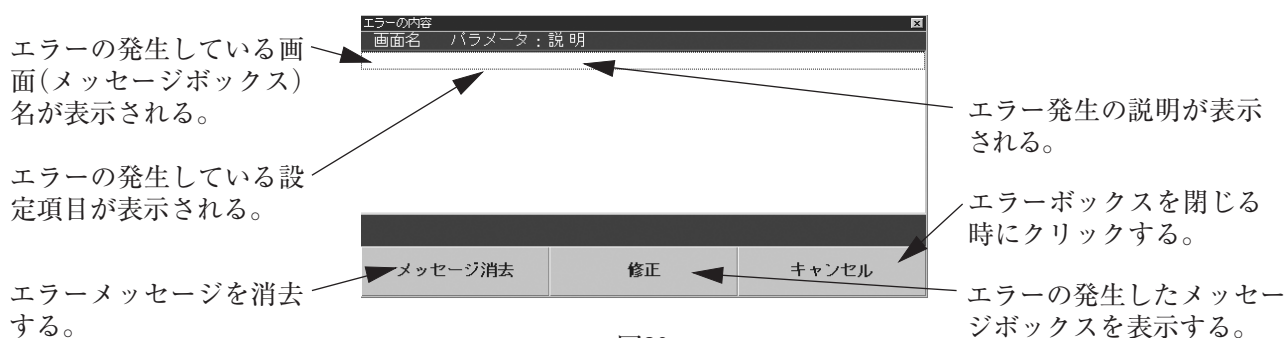 エラーの発生している画
面(メッセージボックス)
名が表示される。
エラーの発生している設
定項目が表示される。
エラーメッセージを消去
する。
エラーの内容
画面名 パラメータ:説明
メッセージ消去 修正 キャンセル
エラー発生の説明が表示
される。
エラーボックスを閉じる
時にクリックする。
エラーの発生したメッセー
ジボックスを表示する。